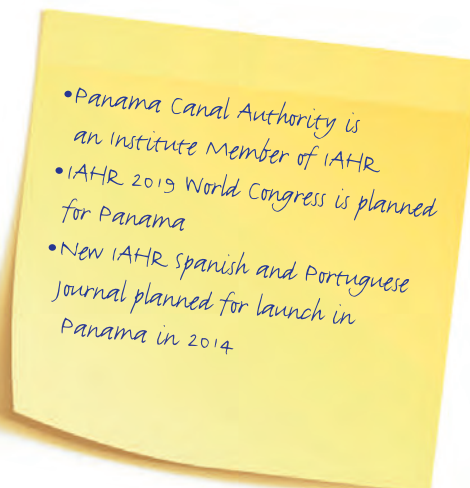 •Panama Canal Authority is
an Institute Member of IAHR
•IAHR 2019 World Congress is planned
for Panama
•New IAHR Spanish and Portuguese
Journal planned for launch in
Panama in 2014